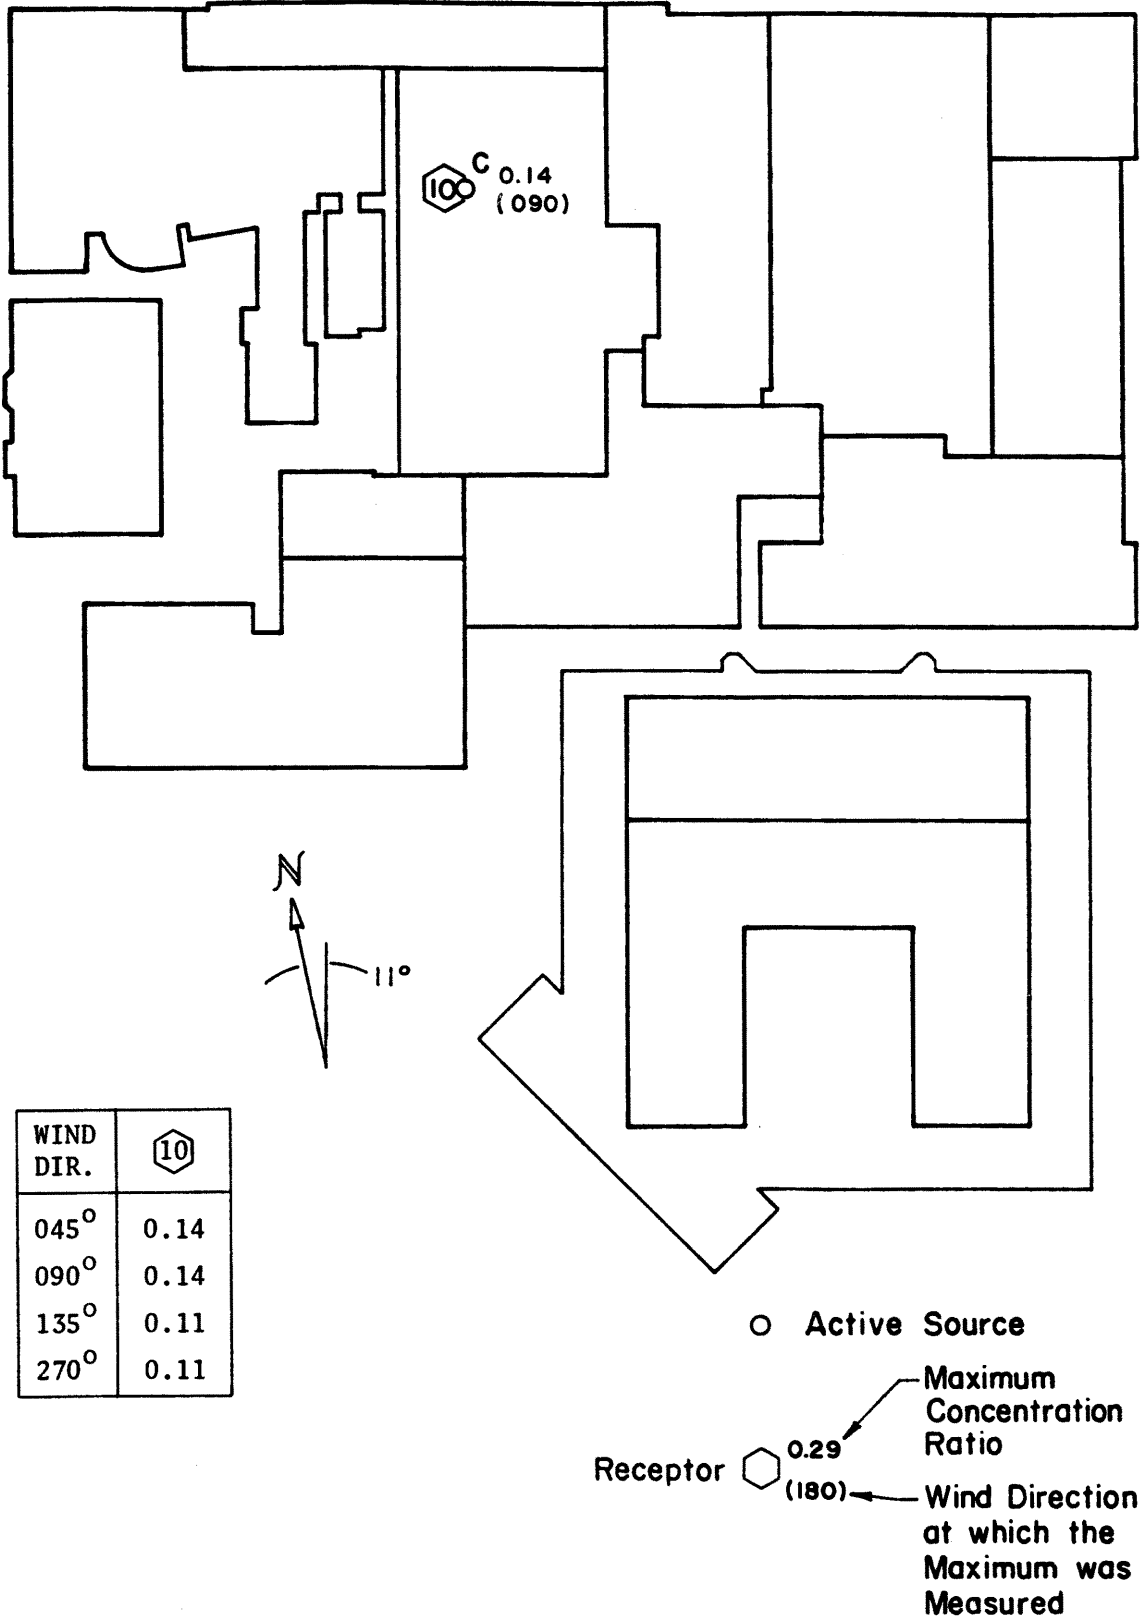 10 C 0.14
(090)
N
11°
WIND DIR. 10
045° 0.14
090° 0.14
135° 0.11
270° 0.11
Active Source
Maximum
Concentration
Ratio
Receptor 0.29
(180)
Wind Direction
at which the
Maximum was
Measured